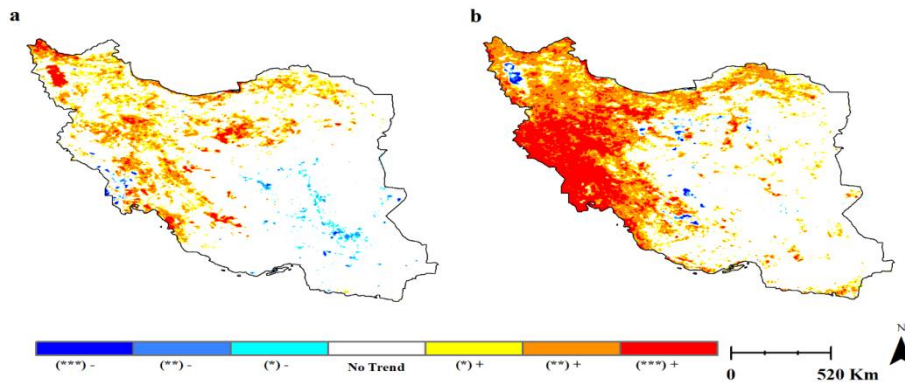 a
b
(***) -
(**) -
(*) -
No Trend
(*) +
(**) +
(***) +
0
520 Km
N